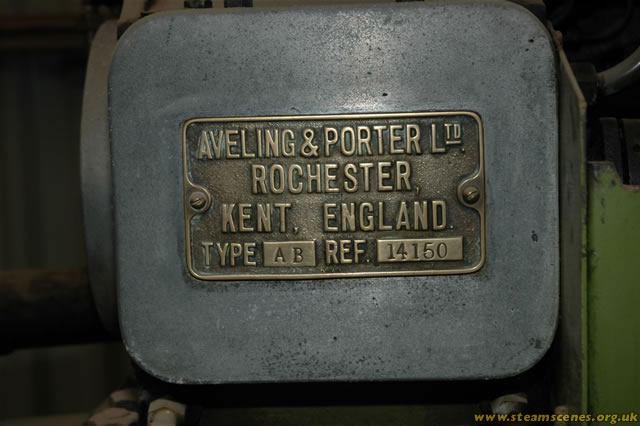 AVELING & PORTER LTD.
ROCHESTER,
KENT, ENGLAND.
TYPE AB REF. 14150
www.steamscenes.org.uk